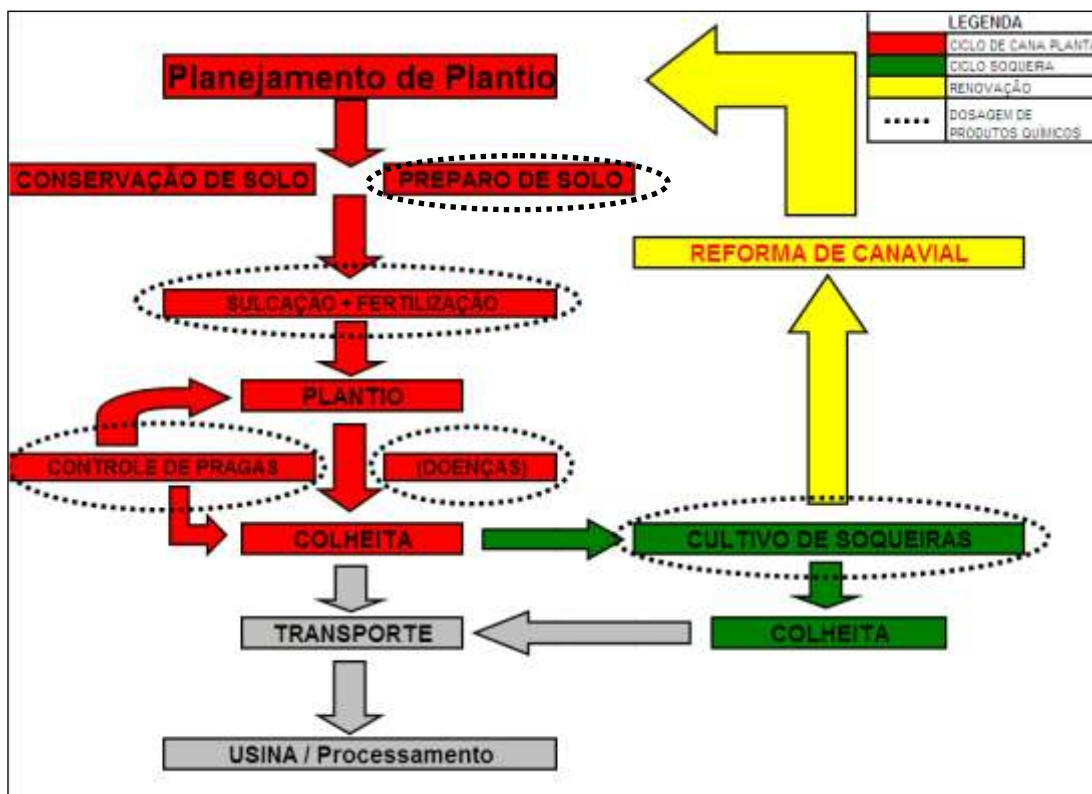 LEGENDA
CICLO DE CANA PLANTA
CICLO SOQUEIRA
RENOVAÇÃO
DOSAGEM DE
PRODUTOS QUÍMICOS
Planejamento de Plantio
CONSERVAÇÃO DE SOLO
PREPARO DE SOLO
REFORMA DE CANAVIAL
SULCAÇÃO + FERTILIZAÇÃO
PLANTIO
CONTROLE DE PRAGAS
(DOENÇAS)
COLHEITA
CULTIVO DE SOQUEIRAS
TRANSPORTE
COLHEITA
USINA / Processamento